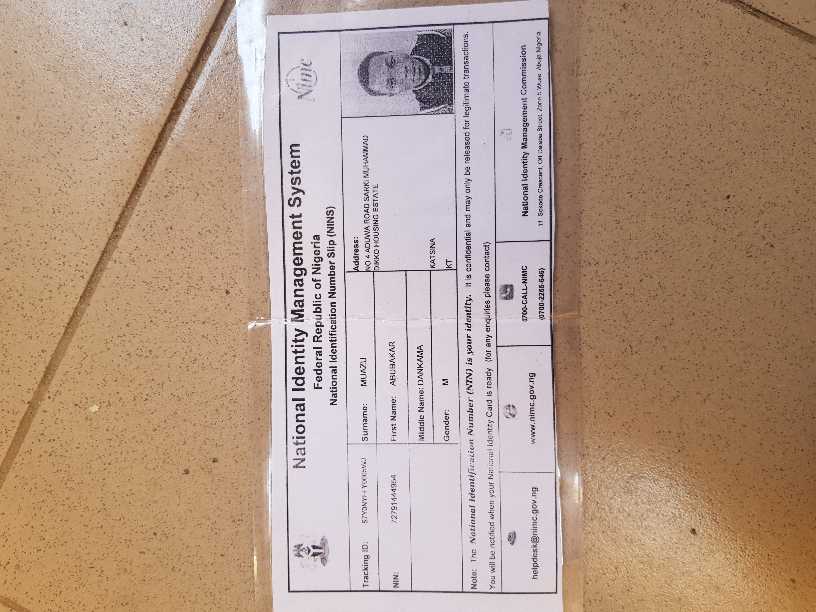 National Identity Management System
Federal Republic of Nigeria
National Identification Number Slip (NINS)
Nimc
Tracking ID:
Surname: MUAZU
Address:
NO 4 ADUWA ROAD SARKI MUHAMMAD
DIKKO HOUSING ESTATE
NIN: 72791444954
First Name: ABUBAKAR
Middle Name: DANKAMA
KATSINA
Gender: M
KT
Note: The National Identification Number (NIN) is your identity. It is confidential and may only be released for legitimate transactions.
You will be notified when your National Identity Card is ready (for any enquiries please contact)
helpdesk@nimc.gov.ng
www.nimc.gov.ng
0700-CALL-NIMC
(0700-2255-646)
National Identity Management Commission
11, Sokode Crescent, Off Dalaba Street, Zone 5 Wuse, Abuja Nigeria